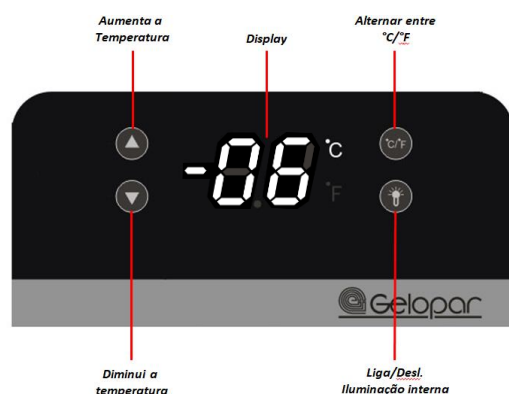 Aumenta a
Temperatura
Display
Alternar entre
°C/°F
-06
°C
°C/°F
°F
Gelopar
Diminui a
temperatura
Liga/Desl.
Iluminação interna